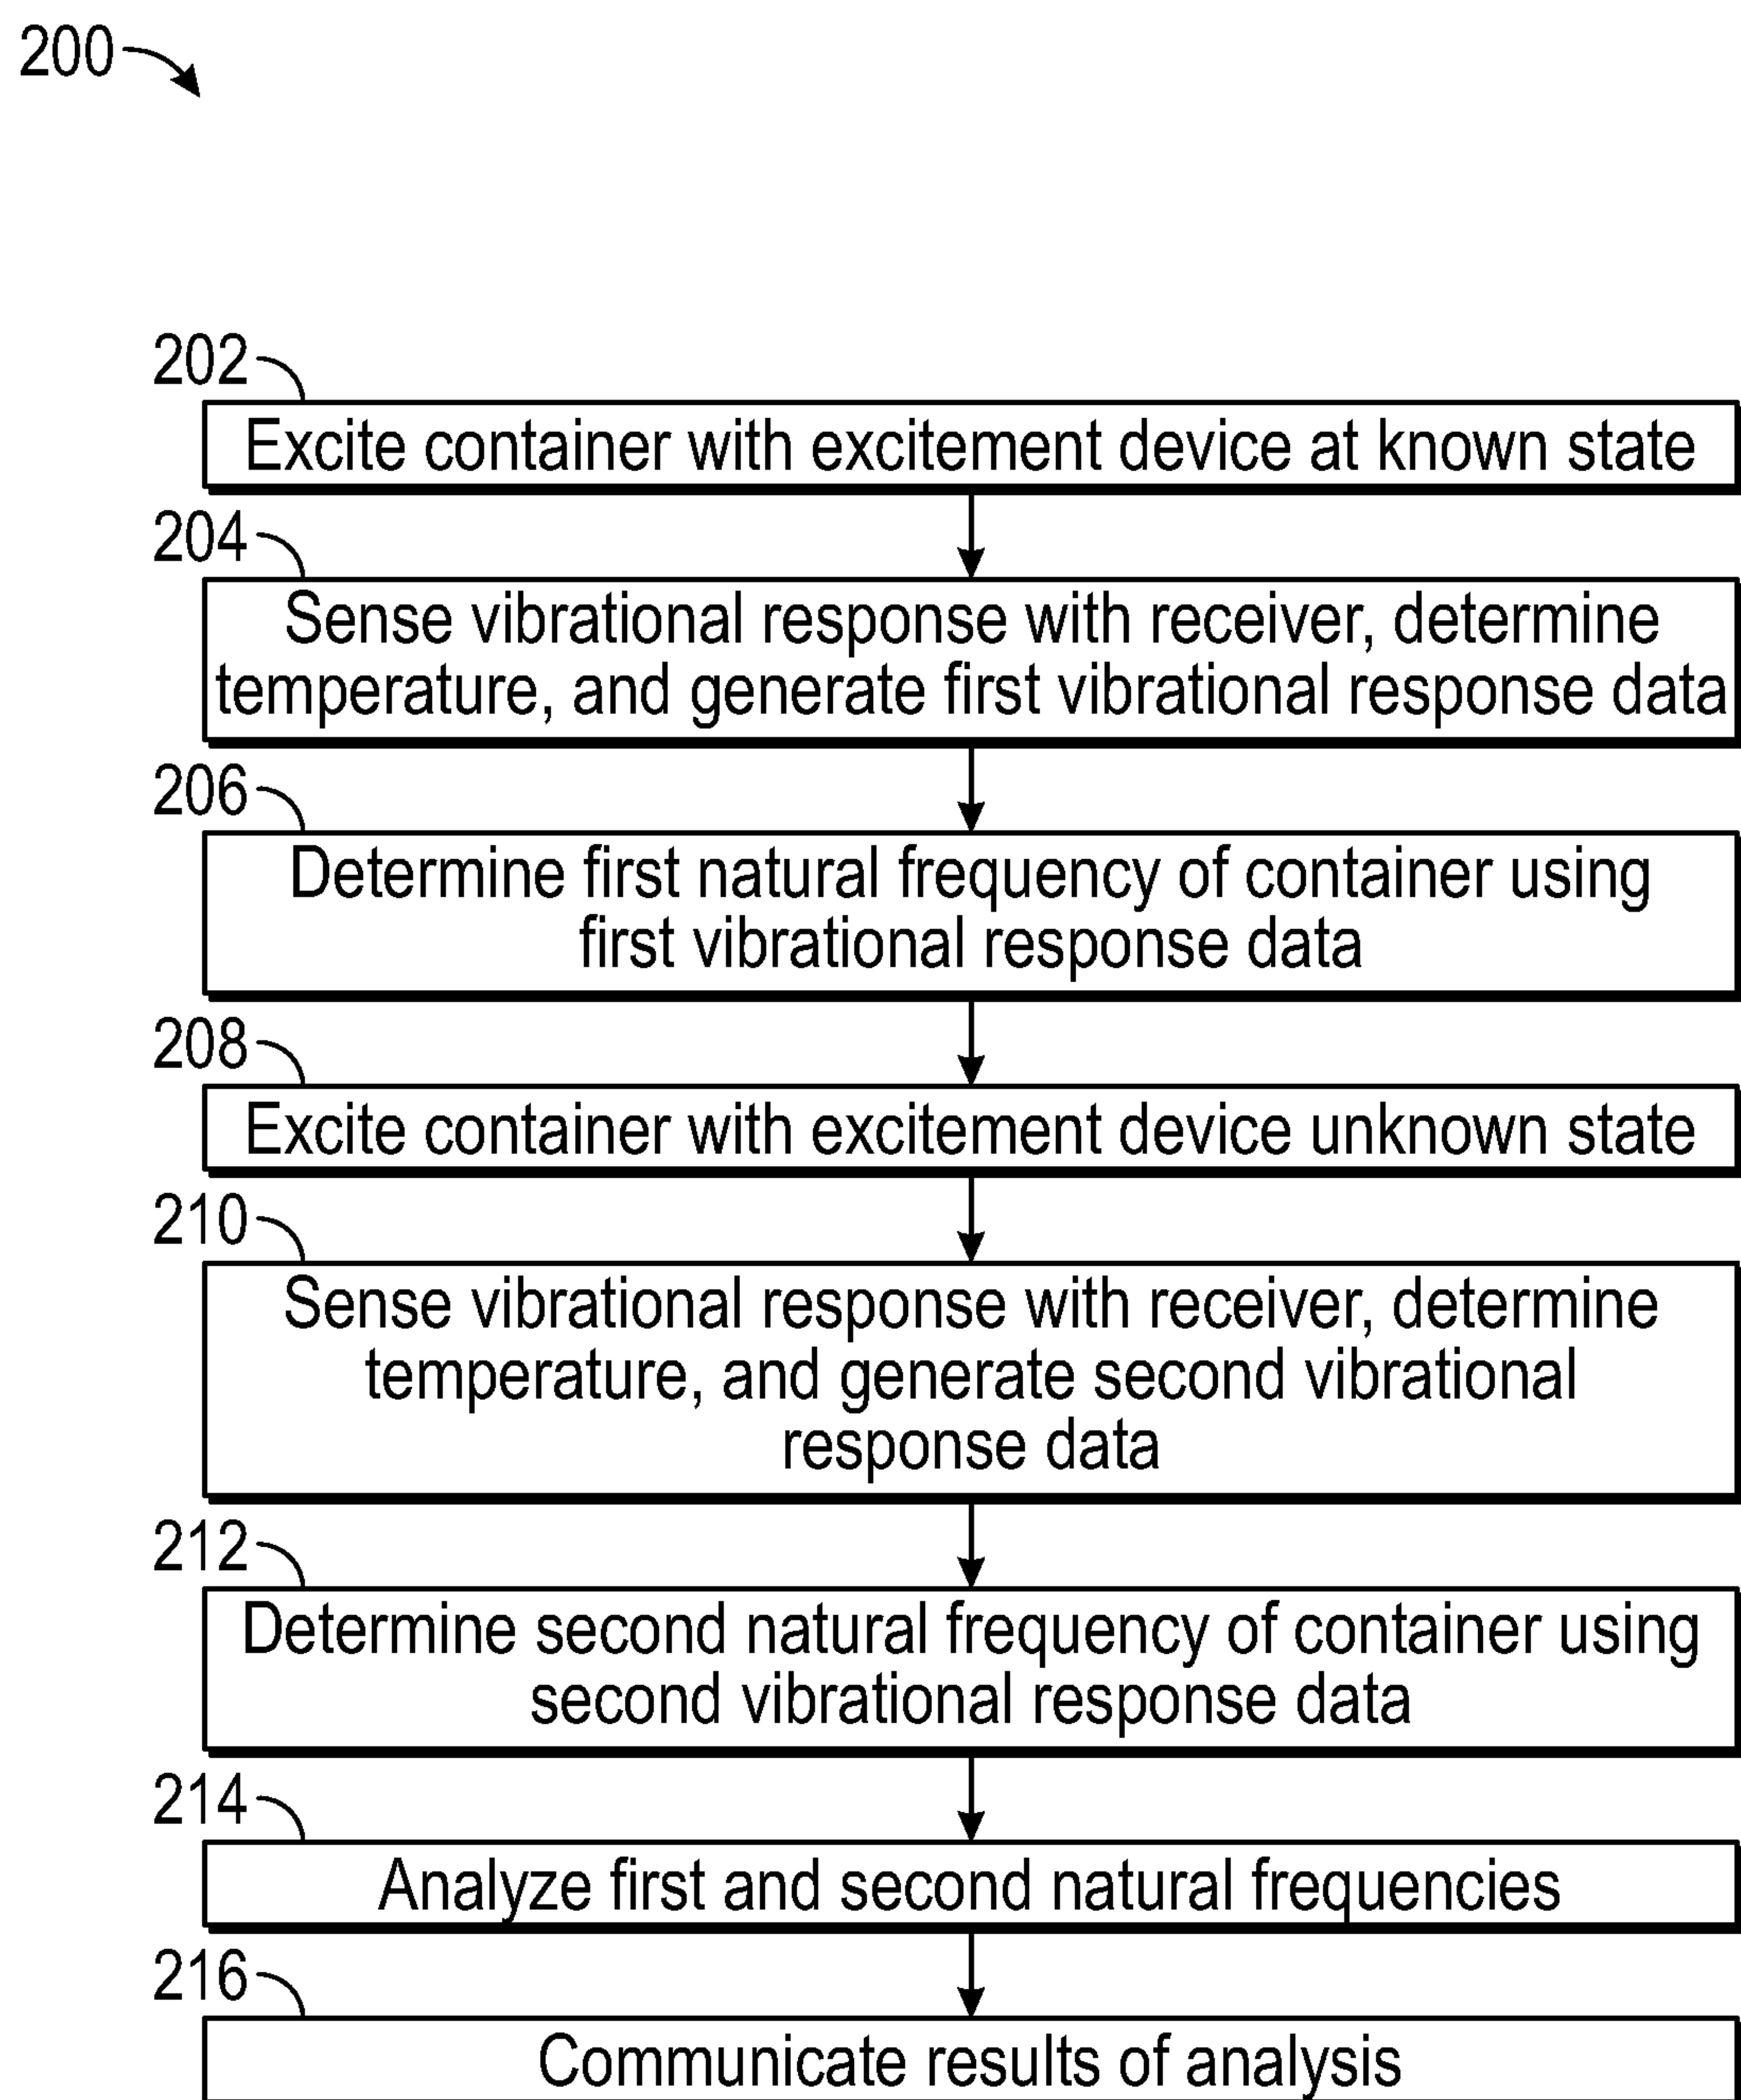 200
202
Excite container with excitement device at known state
204
Sense vibrational response with receiver, determine
temperature, and generate first vibrational response data
206
Determine first natural frequency of container using
first vibrational response data
208
Excite container with excitement device unknown state
210
Sense vibrational response with receiver, determine
temperature, and generate second vibrational
response data
212
Determine second natural frequency of container using
second vibrational response data
214
Analyze first and second natural frequencies
216
Communicate results of analysis